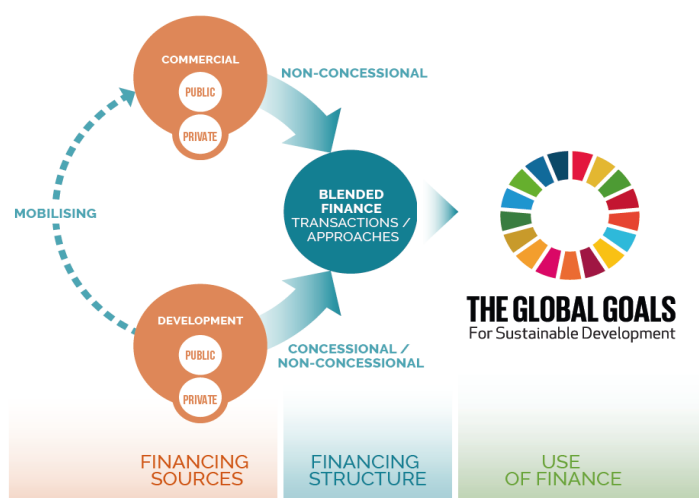 COMMERCIAL
PUBLIC
PRIVATE
NON-CONCESSIONAL
MOBILISING
BLENDED
FINANCE
TRANSACTIONS /
APPROACHES
DEVELOPMENT
PUBLIC
PRIVATE
CONCESSIONAL /
NON-CONCESSIONAL
THE GLOBAL GOALS
For Sustainable Development
FINANCING
SOURCES
FINANCING
STRUCTURE
USE
OF FINANCE